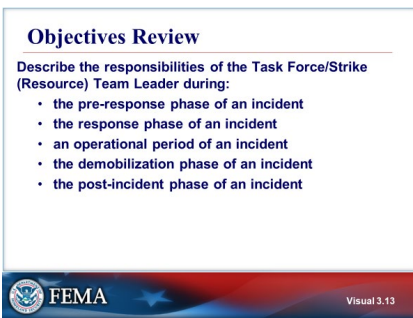 Objectives Review
Describe the responsibilities of the Task Force/Strike
(Resource) Team Leader during:
• the pre-response phase of an incident
• the response phase of an incident
• an operational period of an incident
• the demobilization phase of an incident
• the post-incident phase of an incident
FEMA
Visual 3.13